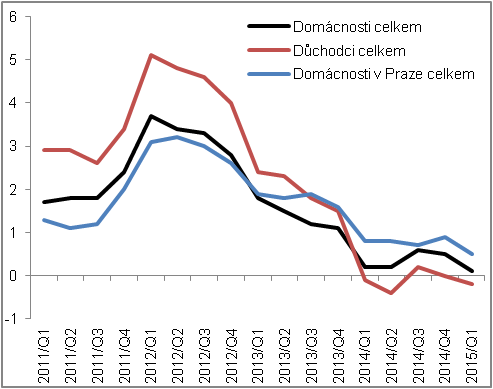 6
5
4
3
2
1
0
-1
Domácnosti celkem
Důchodci celkem
Domácnosti v Praze celkem
2011/Q1
2011/Q2
2011/Q3
2011/Q4
2012/Q1
2012/Q2
2012/Q3
2012/Q4
2013/Q1
2013/Q2
2013/Q3
2013/Q4
2014/Q1
2014/Q2
2014/Q3
2014/Q4
2015/Q1